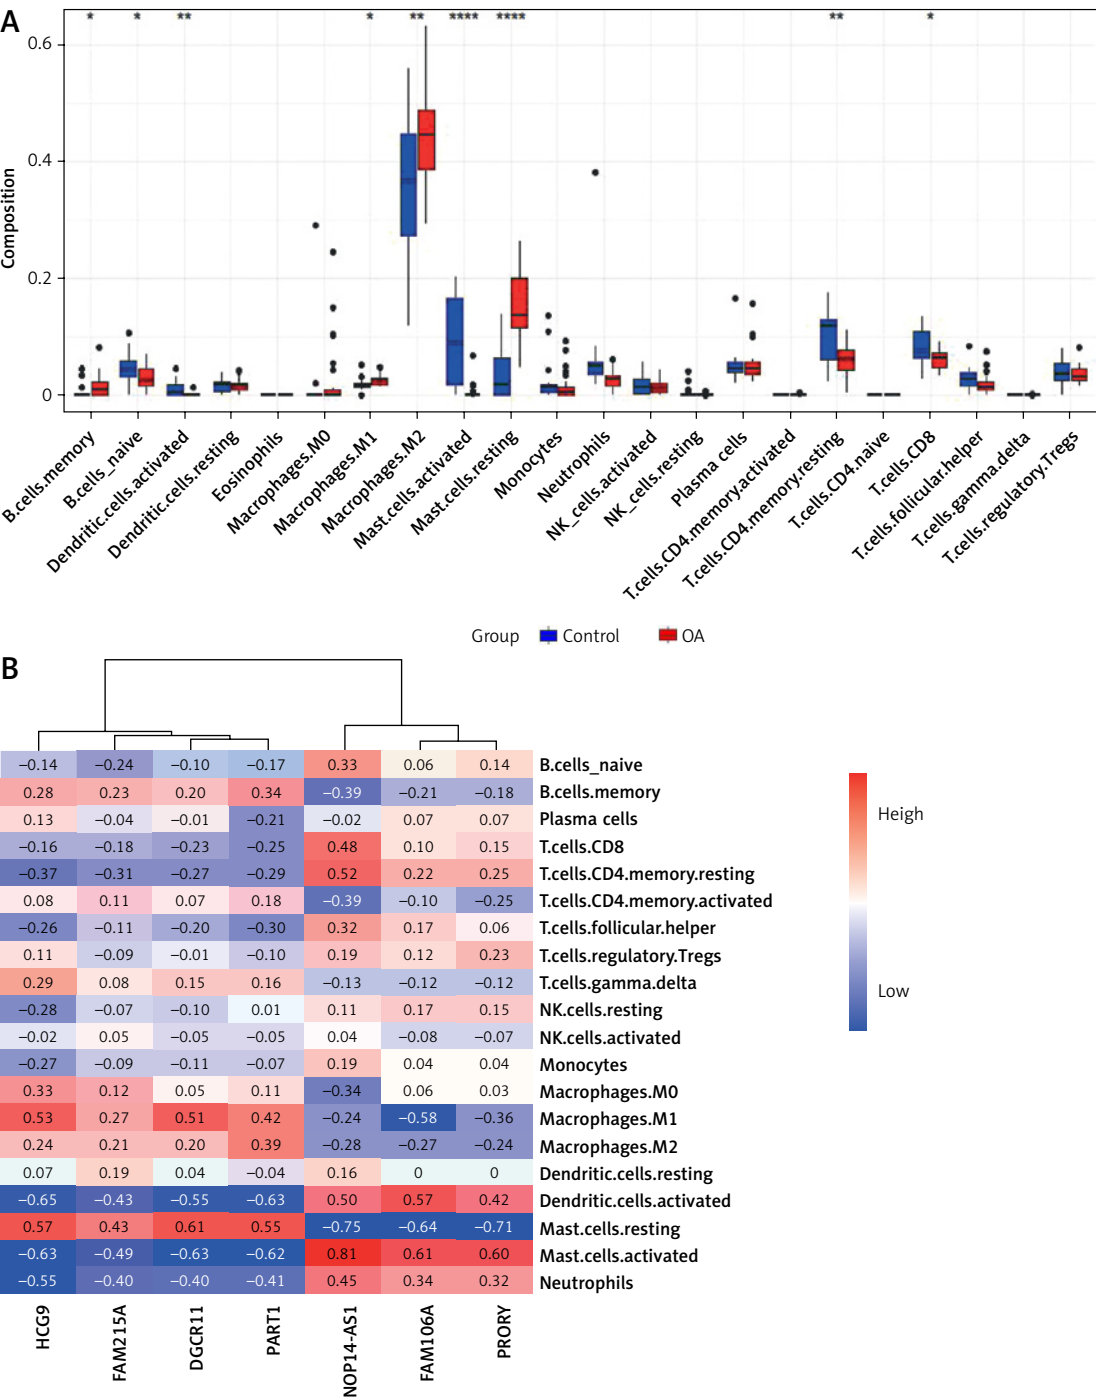 A
* * ** * ** **** **** ** *
0.6
0.4
0.2
0
Composition
B.cells.memory
B.cells_naive
Dendritic.cells.activated
Dendritic.cells.resting
Eosinophils
Macrophages.M0
Macrophages.M1
Macrophages.M2
Mast.cells.activated
Mast.cells.resting
Monocytes
Neutrophils
NK_cells.activated
NK_cells.resting
Plasma cells
T.cells.CD4.memory.activated
T.cells.CD4.memory.resting
T.cells.CD4.naive
T.cells.CD8
T.cells.follicular.helper
T.cells.gamma.delta
T.cells.regulatory.Tregs
Group Control OA
B
−0.14 −0.24 −0.10 −0.17 0.33 0.06 0.14 B.cells_naive
0.28 0.23 0.20 0.34 −0.39 −0.21 −0.18 B.cells.memory
0.13 −0.04 −0.01 −0.21 −0.02 0.07 0.07 Plasma cells
−0.16 −0.18 −0.23 −0.25 0.48 0.10 0.15 T.cells.CD8
−0.37 −0.31 −0.27 −0.29 0.52 0.22 0.25 T.cells.CD4.memory.resting
0.08 0.11 0.07 0.18 −0.39 −0.10 −0.25 T.cells.CD4.memory.activated
−0.26 −0.11 −0.20 −0.30 0.32 0.17 0.06 T.cells.follicular.helper
0.11 −0.09 −0.01 −0.10 0.19 0.12 0.23 T.cells.regulatory.Tregs
0.29 0.08 0.15 0.16 −0.13 −0.12 −0.12 T.cells.gamma.delta
−0.28 −0.07 −0.10 0.01 0.11 0.17 0.15 NK.cells.resting
−0.02 0.05 −0.05 −0.05 0.04 −0.08 −0.07 NK.cells.activated
−0.27 −0.09 −0.11 −0.07 0.19 0.04 0.04 Monocytes
0.33 0.12 0.05 0.11 −0.34 0.06 0.03 Macrophages.M0
0.53 0.27 0.51 0.42 −0.24 −0.58 −0.36 Macrophages.M1
0.24 0.21 0.20 0.39 −0.28 −0.27 −0.24 Macrophages.M2
0.07 0.19 0.04 −0.04 0.16 0 0 Dendritic.cells.resting
−0.65 −0.43 −0.55 −0.63 0.50 0.57 0.42 Dendritic.cells.activated
0.57 0.43 0.61 0.55 −0.75 −0.64 −0.71 Mast.cells.resting
−0.63 −0.49 −0.63 −0.62 0.81 0.61 0.60 Mast.cells.activated
−0.55 −0.40 −0.40 −0.41 0.45 0.34 0.32 Neutrophils
HCG9
FAM215A
DGCR11
PART1
NOP14-AS1
FAM106A
PRORY
Heigh
Low